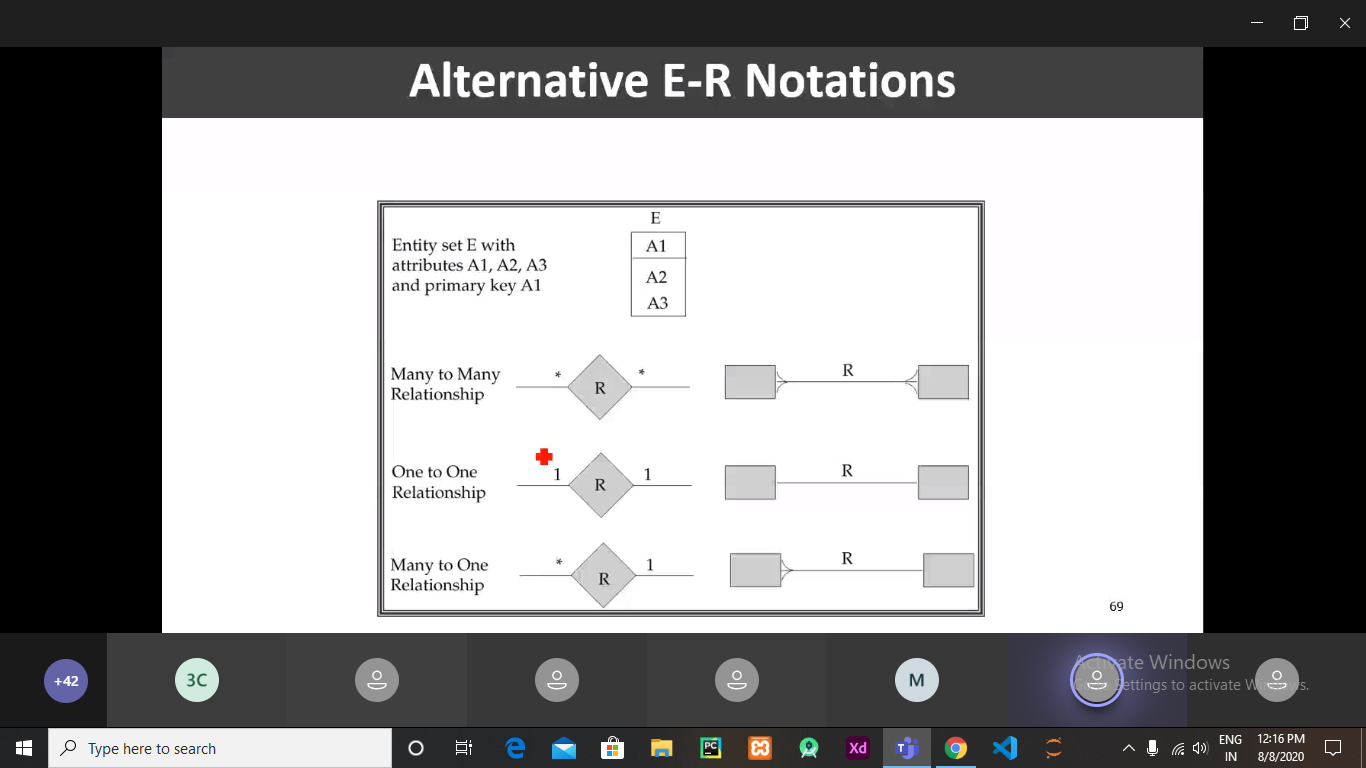 Alternative E-R Notations
E
Entity set E with
attributes A1, A2, A3
and primary key A1
A1
A2
A3
Many to Many
Relationship
*
R
*
R
One to One
Relationship
1
R
1
R
Many to One
Relationship
*
R
1
R
69
+42
3C
M
Activate Windows
Settings to activate Windows.
Type here to search
PC
Xd
ENG
IN
12:16 PM
8/8/2020